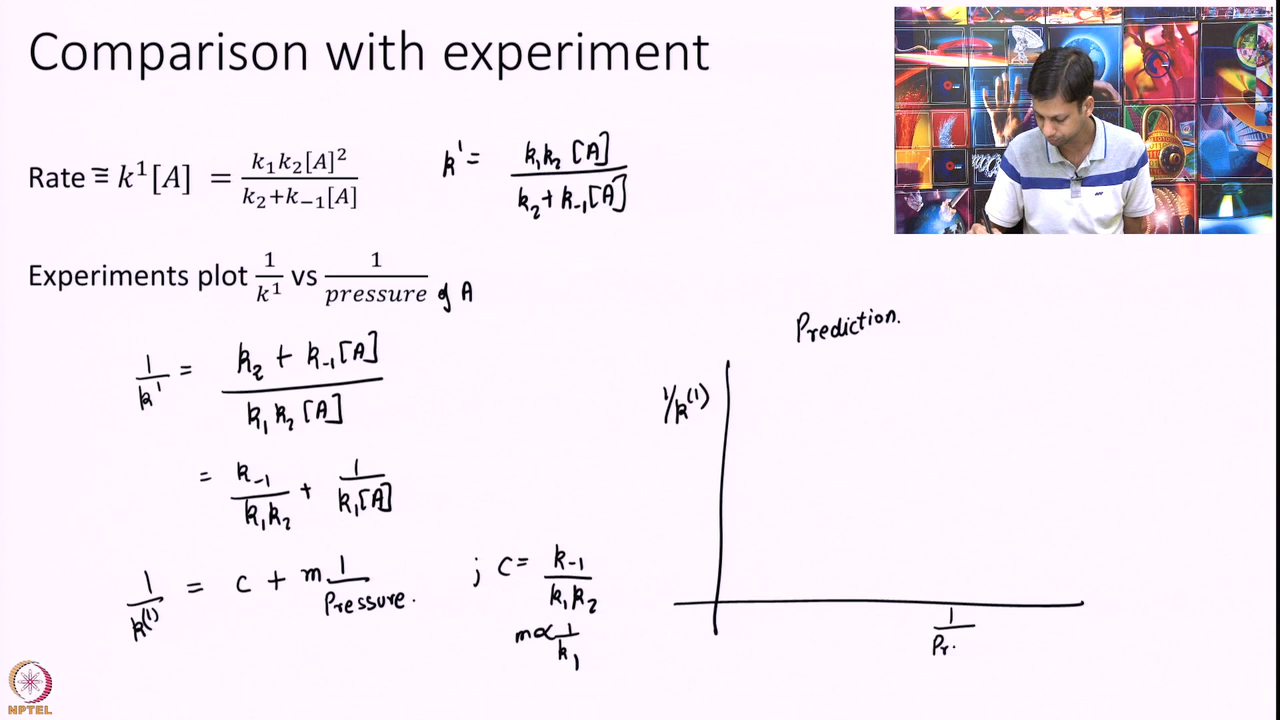 Comparison with experiment
Rate ≡ k¹[A] = k₁k₂[A]² / k₂+k₋₁[A]
k' = k₁k₂ [A] / k₂ + k₋₁[A]
Experiments plot 1/k¹ vs 1/pressure of A
1/k' = k₂ + k₋₁[A] / k₁ k₂ [A]
= k₋₁/k₁k₂ + 1/k₁[A]
1/k⁽¹⁾ = c + m 1/Pressure.
; c = k₋₁/k₁k₂
m ∝ 1/k₁
Prediction.
1/k⁽¹⁾
1/Pr.
NPTEL